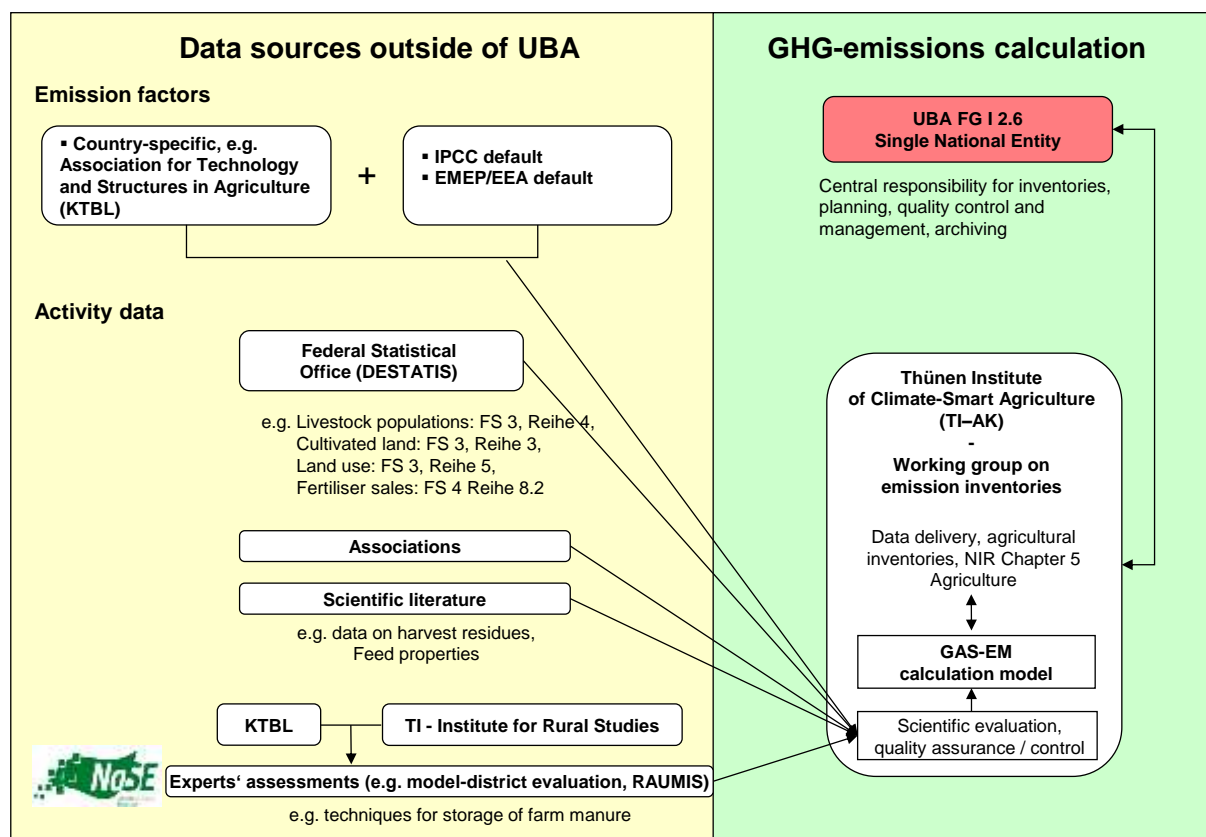 Data sources outside of UBA
Emission factors
▪ Country-specific, e.g.
Association for Technology
and Structures in Agriculture
(KTBL)
+
▪ IPCC default
▪ EMEP/EEA default
Activity data
Federal Statistical
Office (DESTATIS)
e.g. Livestock populations: FS 3, Reihe 4,
Cultivated land: FS 3, Reihe 3,
Land use: FS 3, Reihe 5,
Fertiliser sales: FS 4 Reihe 8.2
Associations
Scientific literature
e.g. data on harvest residues,
Feed properties
KTBL
TI - Institute for Rural Studies
NaSE
Experts‘ assessments (e.g. model-district evaluation, RAUMIS)
e.g. techniques for storage of farm manure
GHG-emissions calculation
UBA FG I 2.6
Single National Entity
Central responsibility for inventories,
planning, quality control and
management, archiving
Thünen Institute
of Climate-Smart Agriculture
(TI–AK)
-
Working group on
emission inventories
Data delivery, agricultural
inventories, NIR Chapter 5
Agriculture
GAS-EM
calculation model
Scientific evaluation,
quality assurance / control